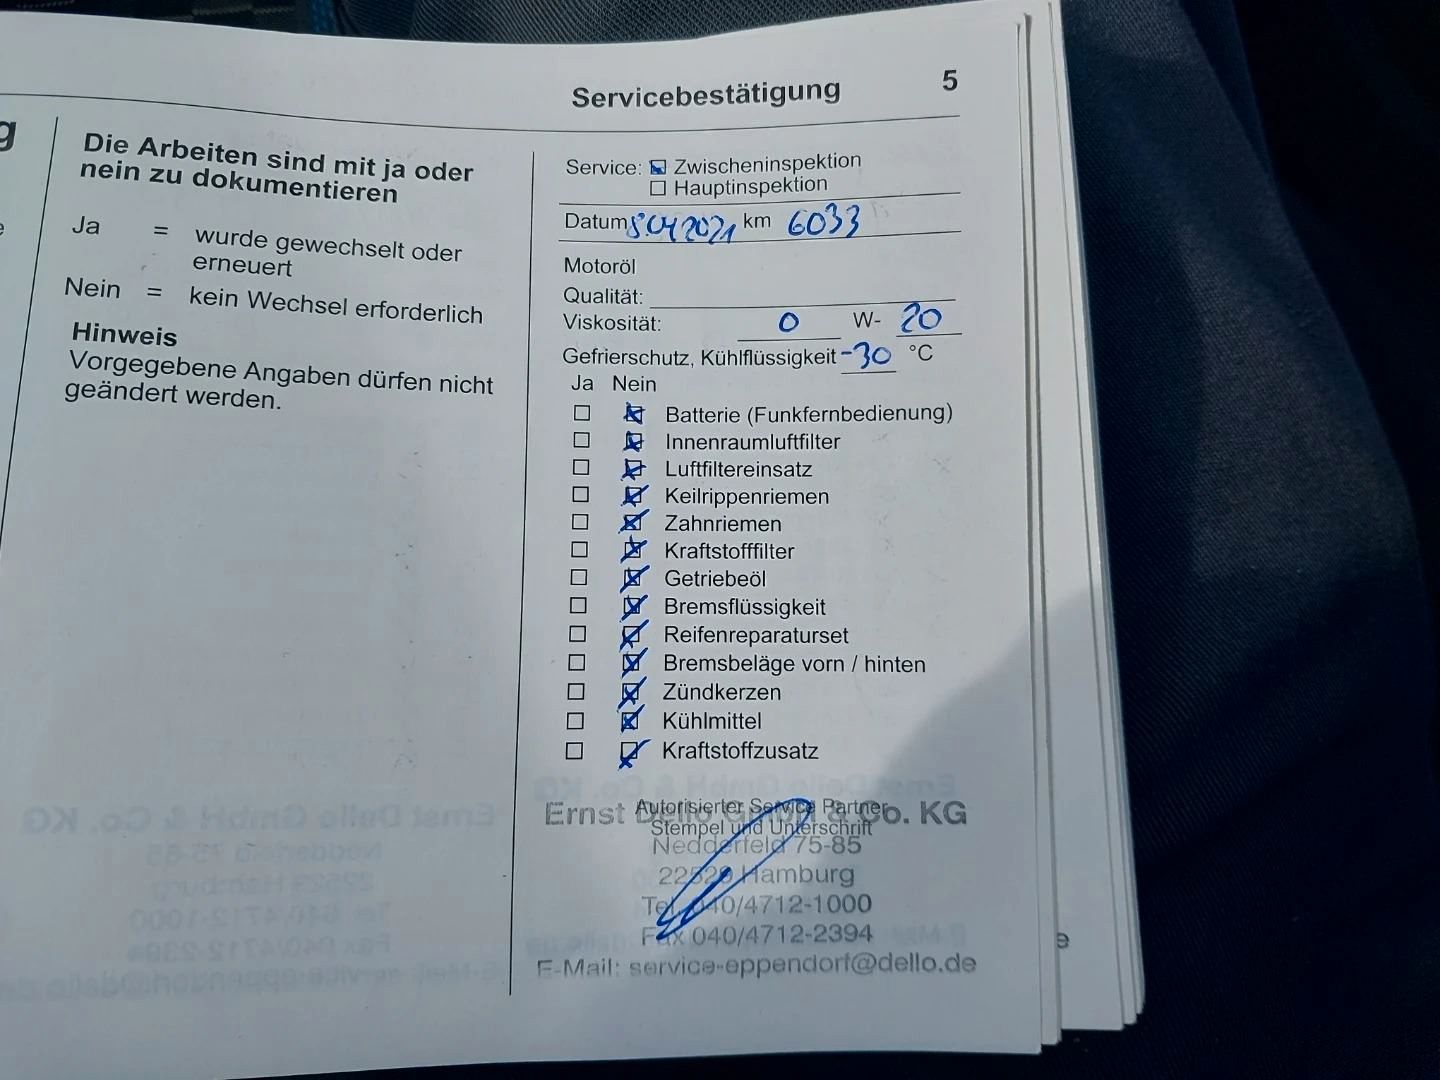 Servicebestätigung 5
g
e
Die Arbeiten sind mit ja oder
nein zu dokumentieren
Ja = wurde gewechselt oder
erneuert
Nein = kein Wechsel erforderlich
Hinweis
Vorgegebene Angaben dürfen nicht
geändert werden.
Service: Zwischeninspektion
Hauptinspektion
Datum 8.04.2021 km 6033
Motoröl
Qualität:
Viskosität: 0 W- 20
Gefrierschutz, Kühlflüssigkeit -30 °C
Ja Nein
Batterie (Funkfernbedienung)
Innenraumluftfilter
Luftfiltereinsatz
Keilrippenriemen
Zahnriemen
Kraftstofffilter
Getriebeöl
Bremsflüssigkeit
Reifenreparaturset
Bremsbeläge vorn / hinten
Zündkerzen
Kühlmittel
Kraftstoffzusatz
Autorisierter Service Partner
Stempel und Unterschrift
Ernst Dello GmbH & Co. KG
Nedderfeld 75-85
22529 Hamburg
Tel. 040/4712-1000
Fax 040/4712-2394
E-Mail: service-eppendorf@dello.de
e